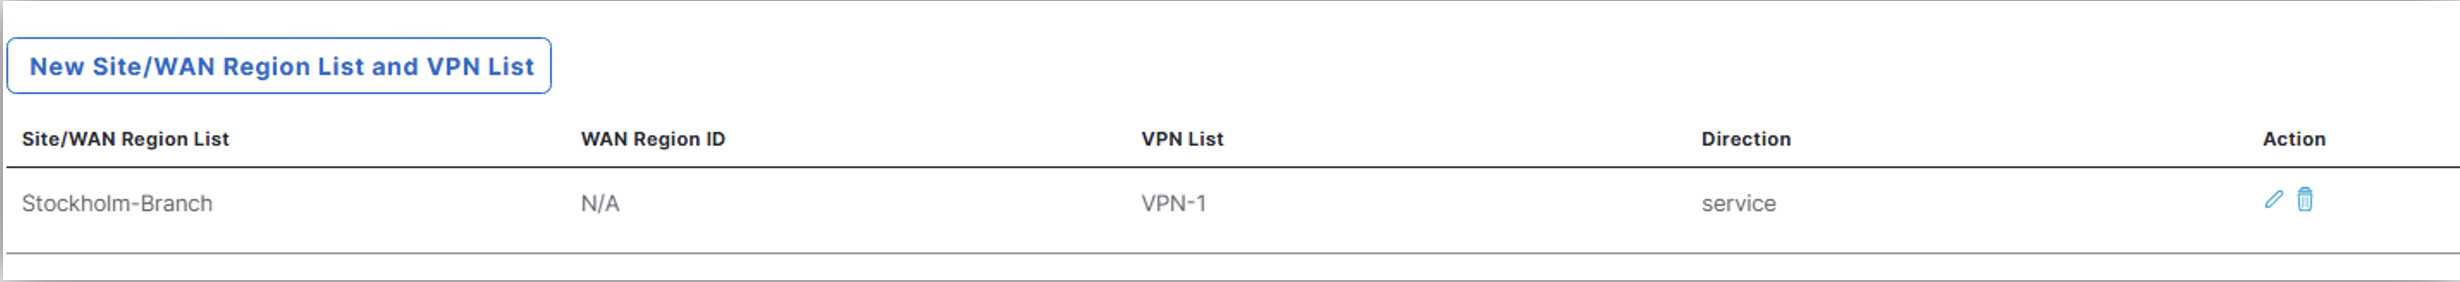 New Site/WAN Region List and VPN List
Site/WAN Region List WAN Region ID VPN List Direction Action
Stockholm-Branch N/A VPN-1 service